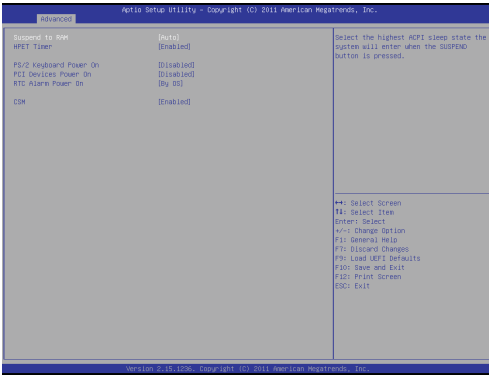 Aptio Setup Utility – Copyright (C) 2011 American Megatrends, Inc.
Advanced
Suspend to RAM [Auto]
HPET Timer [Enabled]
PS/2 Keyboard Power On [Disabled]
PCI Devices Power On [Disabled]
RTC Alarm Power On [By OS]
CSM [Enabled]
Select the highest ACPI sleep state the
system will enter when the SUSPEND
button is pressed.
↔: Select Screen
↑↓: Select Item
Enter: Select
+/-: Change Option
F1: General Help
F7: Discard Changes
F9: Load UEFI Defaults
F10: Save and Exit
F12: Print Screen
ESC: Exit
Version 2.15.1236. Copyright (C) 2011 American Megatrends, Inc.